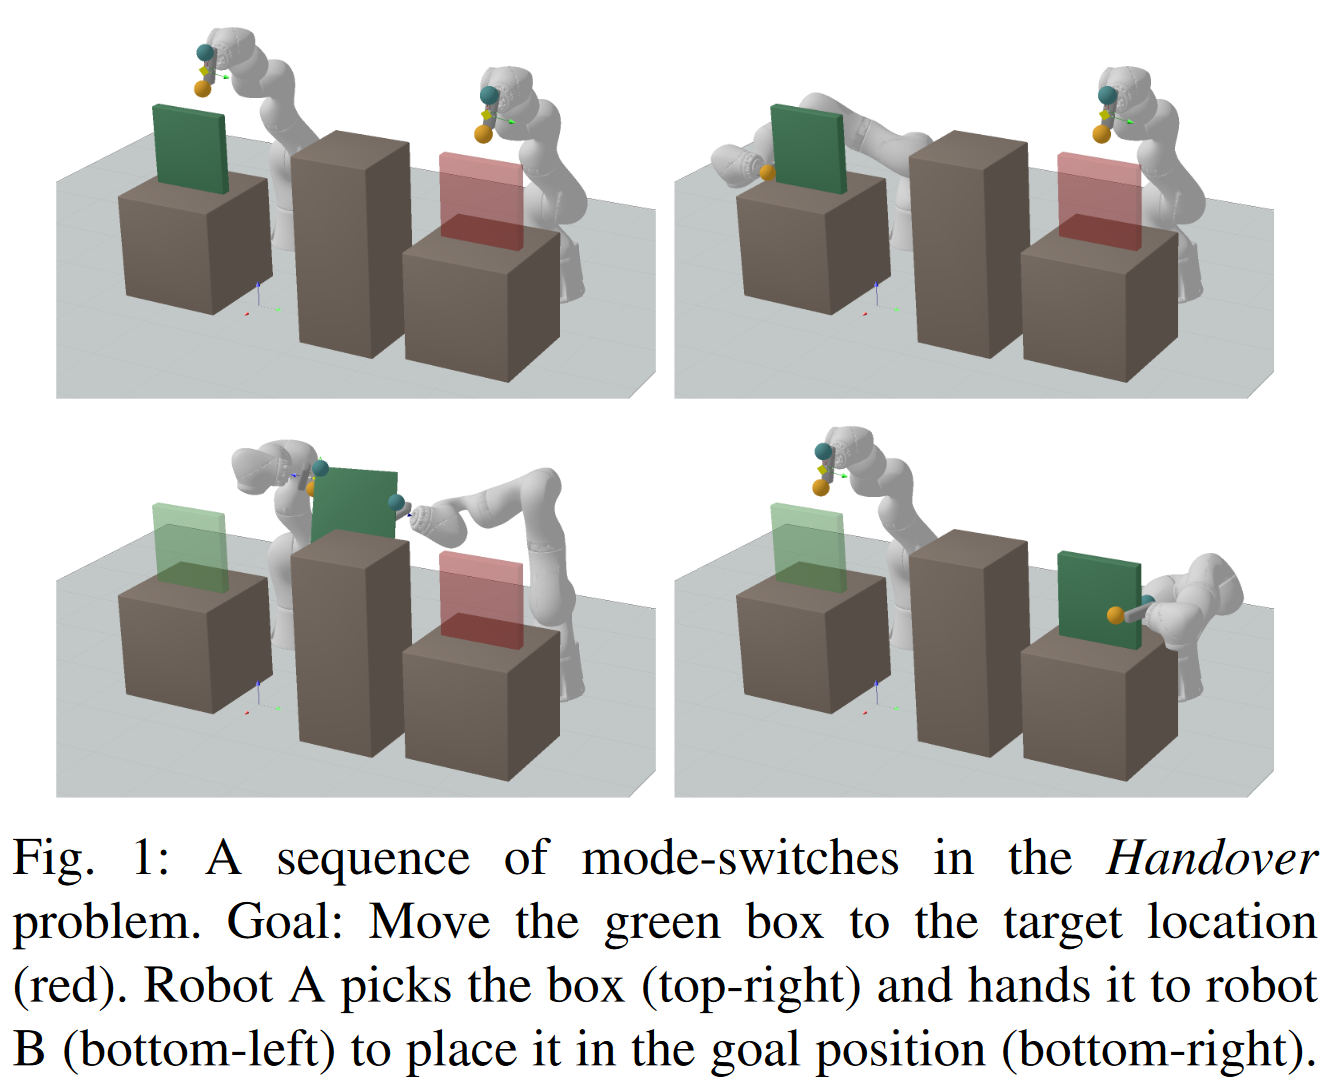 Fig. 1: A sequence of mode-switches in the Handover
problem. Goal: Move the green box to the target location
(red). Robot A picks the box (top-right) and hands it to robot
B (bottom-left) to place it in the goal position (bottom-right).